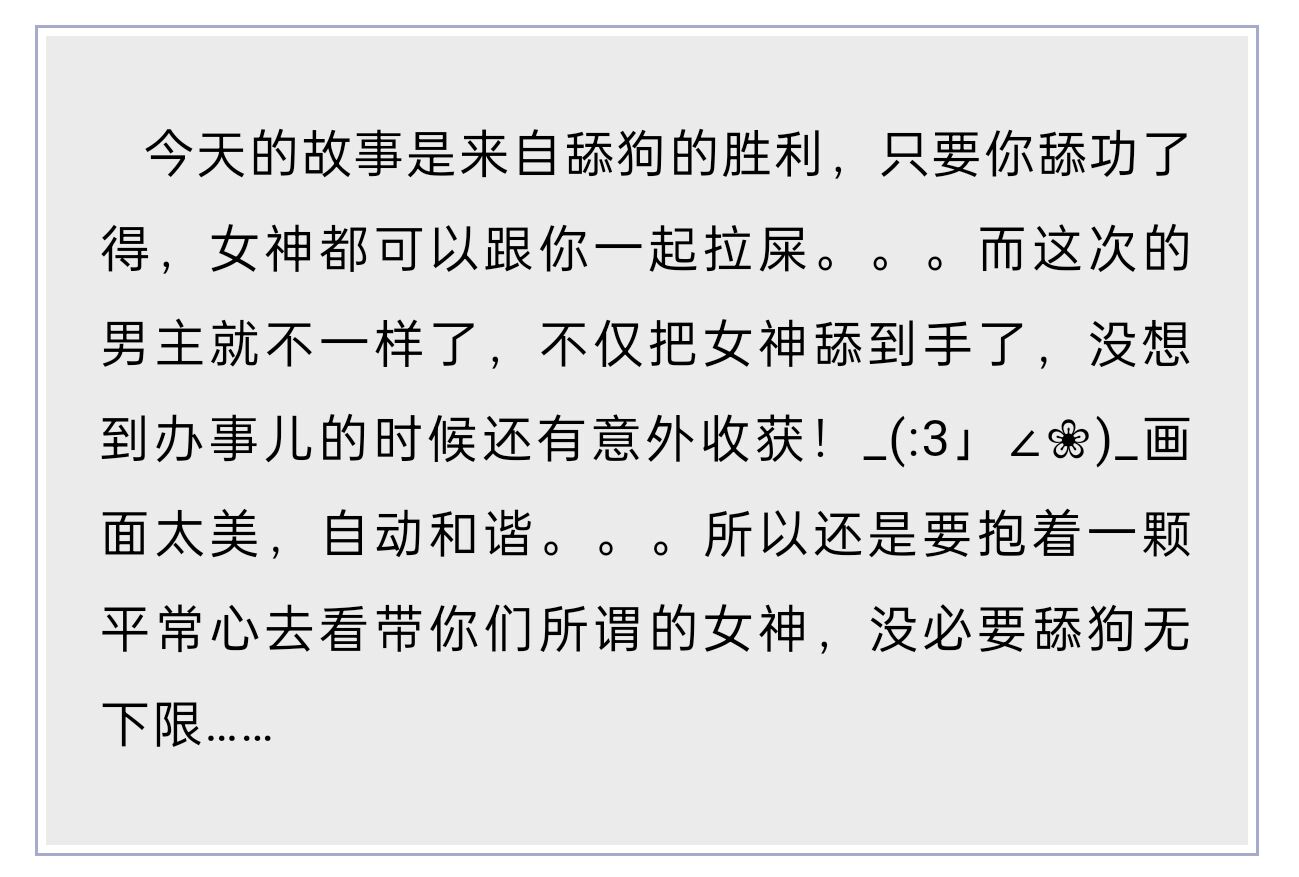 今天的故事是来自舔狗的胜利，只要你舔功了
得，女神都可以跟你一起拉屎。。。而这次的
男主就不一样了，不仅把女神舔到手了，没想
到办事儿的时候还有意外收获！_(:3」∠❀)_画
面太美，自动和谐。。。所以还是要抱着一颗
平常心去看带你们所谓的女神，没必要舔狗无
下限……